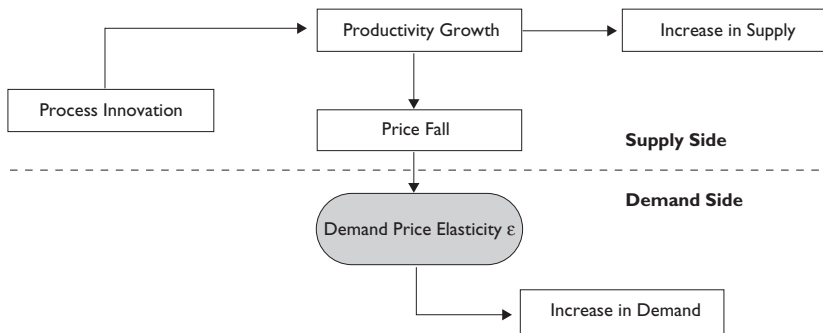 Productivity Growth
Increase in Supply
Process Innovation
Price Fall
Supply Side
Demand Side
Demand Price Elasticity ε
Increase in Demand